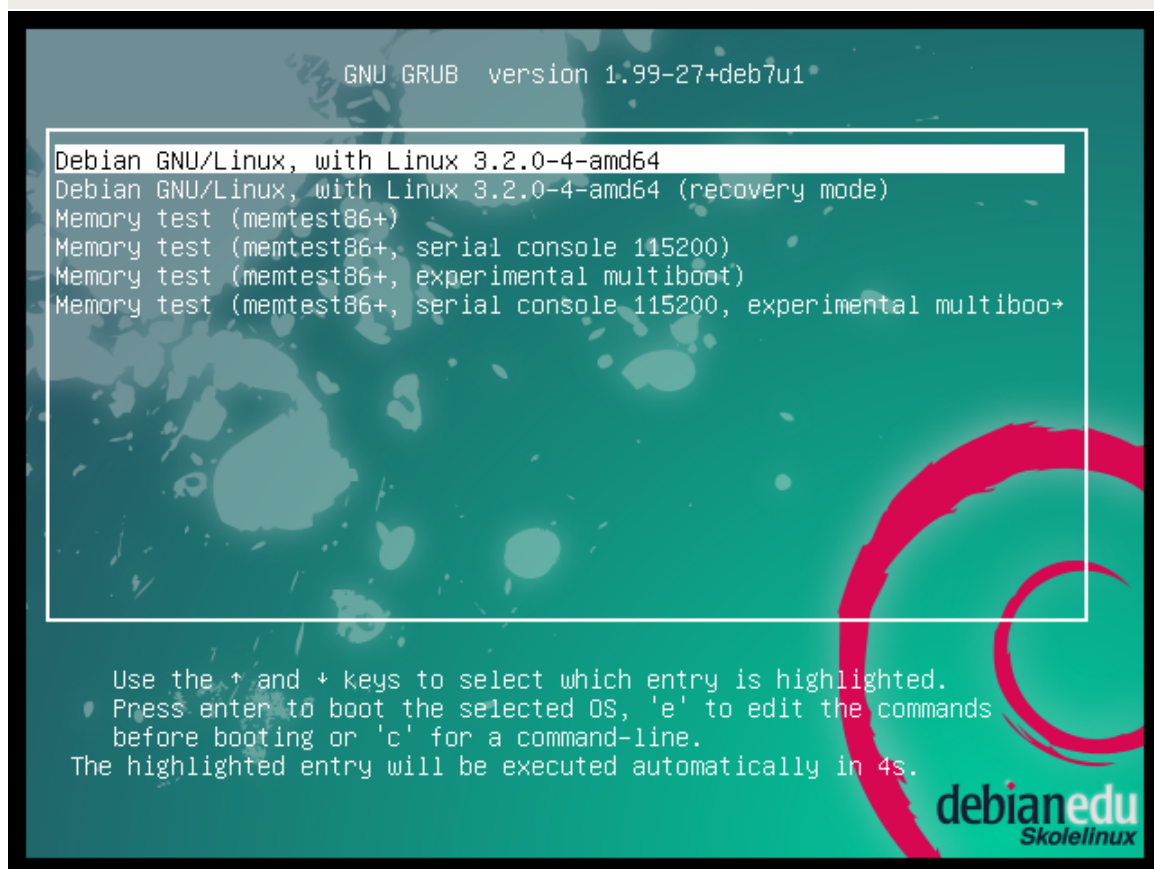 GNU GRUB  version 1.99-27+deb7u1
Debian GNU/Linux, with Linux 3.2.0-4-amd64
Debian GNU/Linux, with Linux 3.2.0-4-amd64 (recovery mode)
Memory test (memtest86+)
Memory test (memtest86+, serial console 115200)
Memory test (memtest86+, experimental multiboot)
Memory test (memtest86+, serial console 115200, experimental multiboo→
Use the ↑ and ↓ keys to select which entry is highlighted.
Press enter to boot the selected OS, 'e' to edit the commands
before booting or 'c' for a command-line.
The highlighted entry will be executed automatically in 4s.
debianedu
Skolelinux